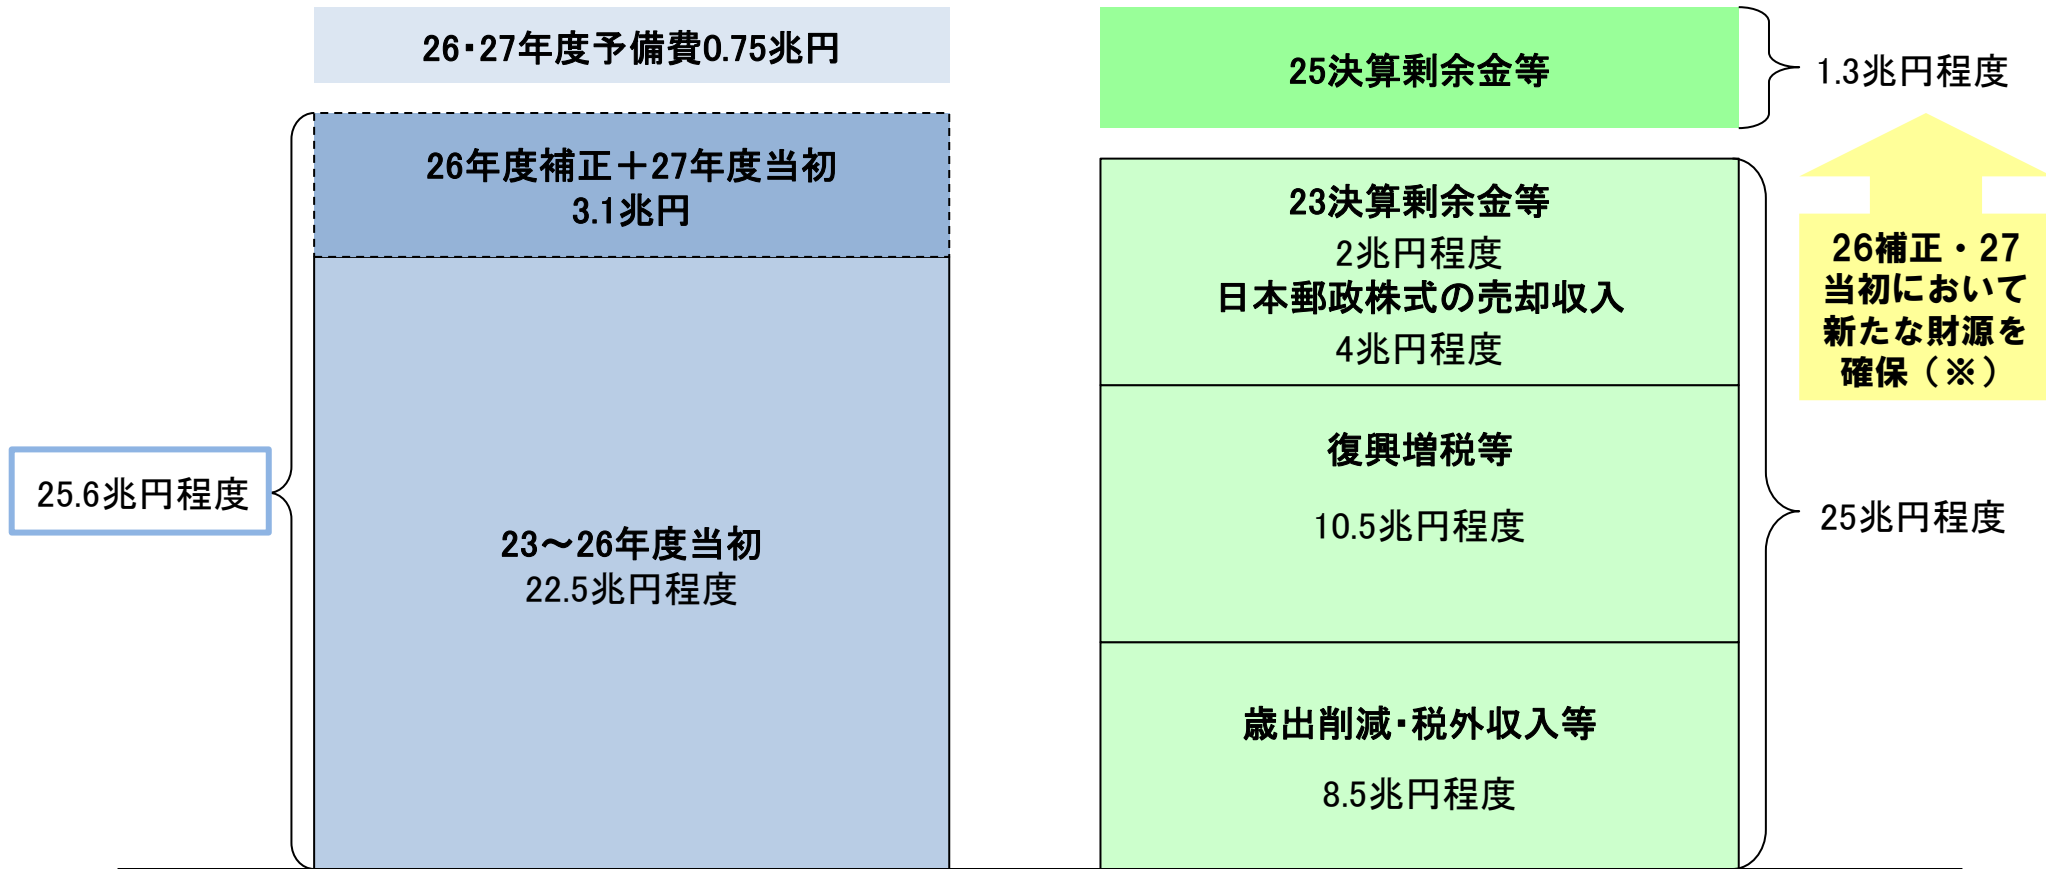 26・27年度予備費0.75兆円
26年度補正＋27年度当初
3.1兆円
25.6兆円程度
23～26年度当初
22.5兆円程度
25決算剰余金等
1.3兆円程度
23決算剰余金等
2兆円程度
日本郵政株式の売却収入
4兆円程度
復興増税等
10.5兆円程度
歳出削減・税外収入等
8.5兆円程度
25兆円程度
26補正・27
当初において
新たな財源を
確保（※）